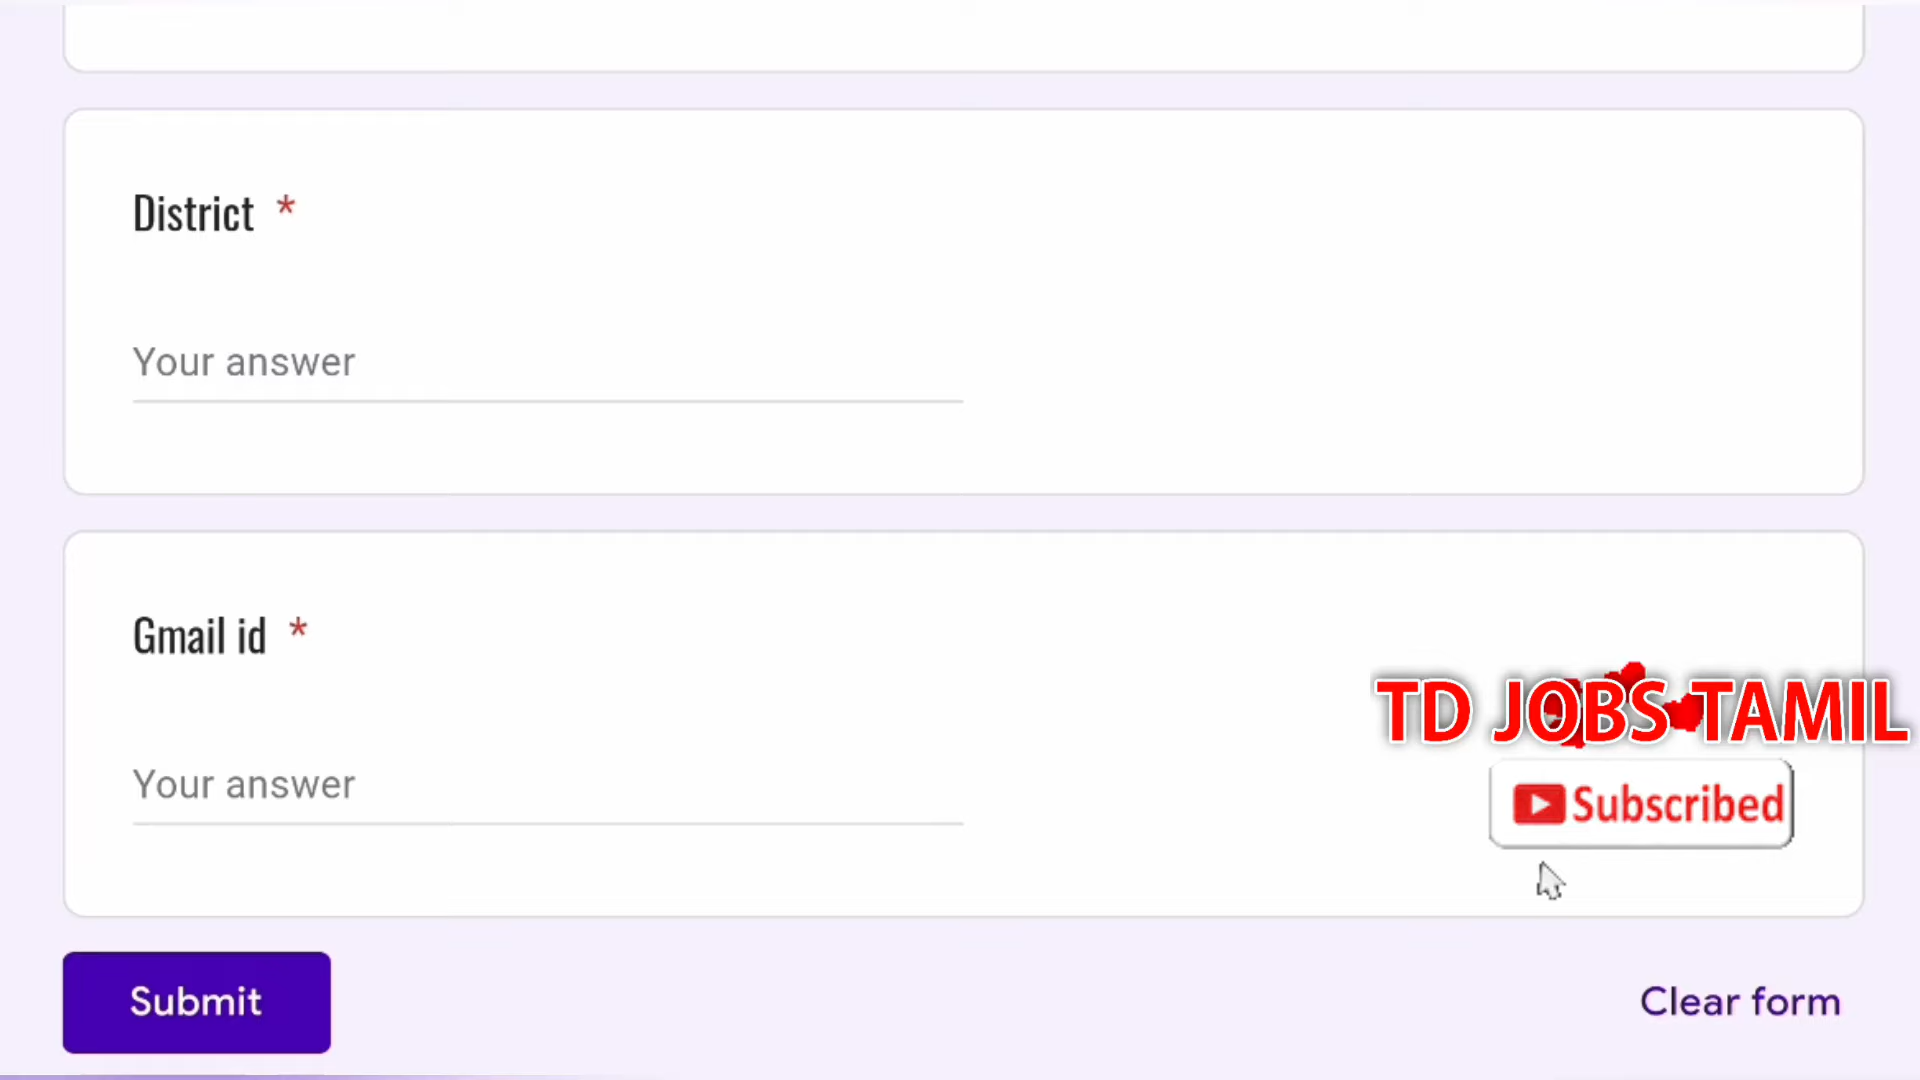 District *
Your answer
Gmail id *
TD JOBS TAMIL
Your answer
Subscribed
Submit
Clear form